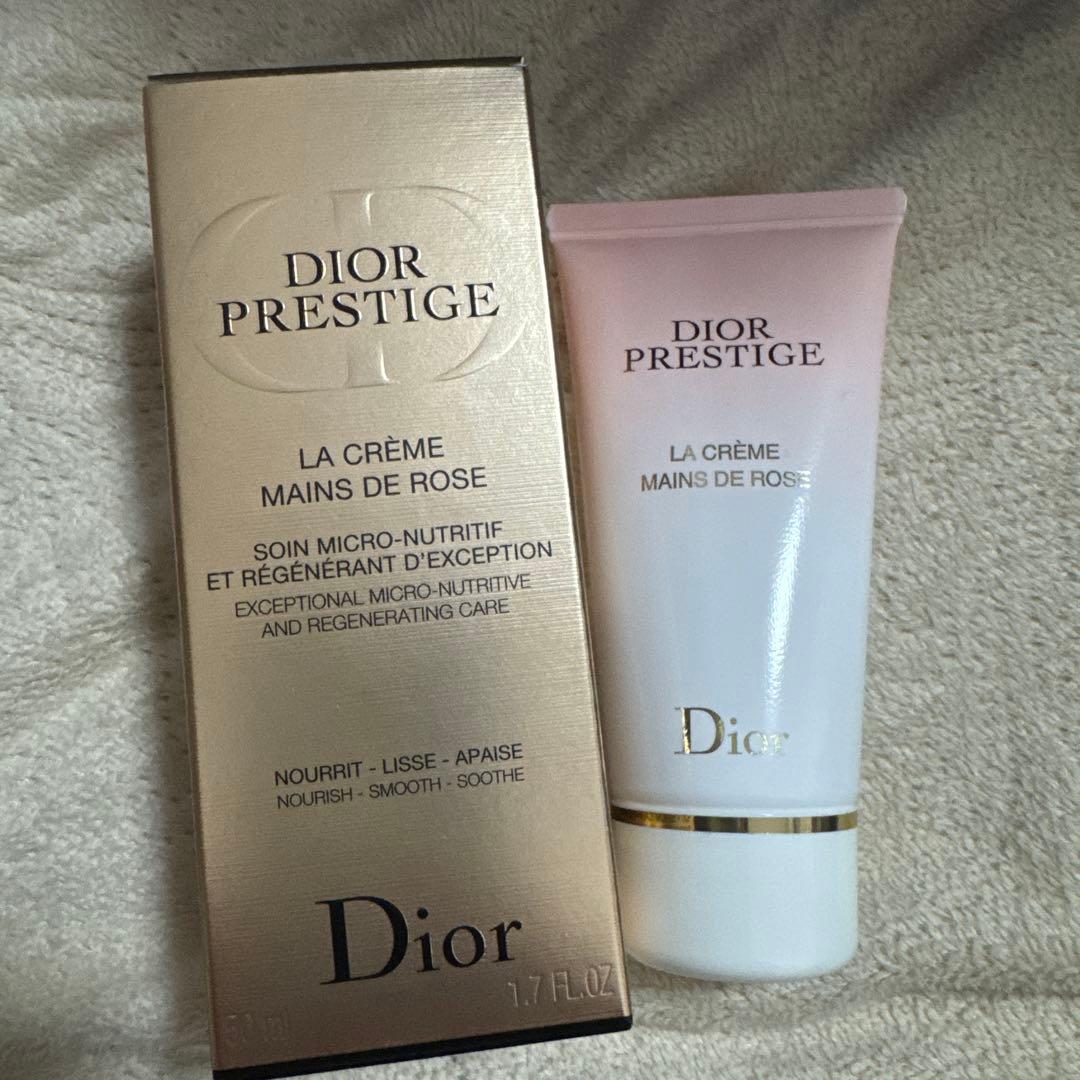 DIOR
PRESTIGE
LA CRÈME
MAINS DE ROSE
SOIN MICRO-NUTRITIF
ET RÉGÉNÉRANT D'EXCEPTION
EXCEPTIONAL MICRO-NUTRITIVE
AND REGENERATING CARE
NOURRIT - LISSE - APAISE
NOURISH - SMOOTH - SOOTHE
Dior
50 ml 1.7 FL.OZ
DIOR
PRESTIGE
LA CRÈME
MAINS DE ROSE
Dior